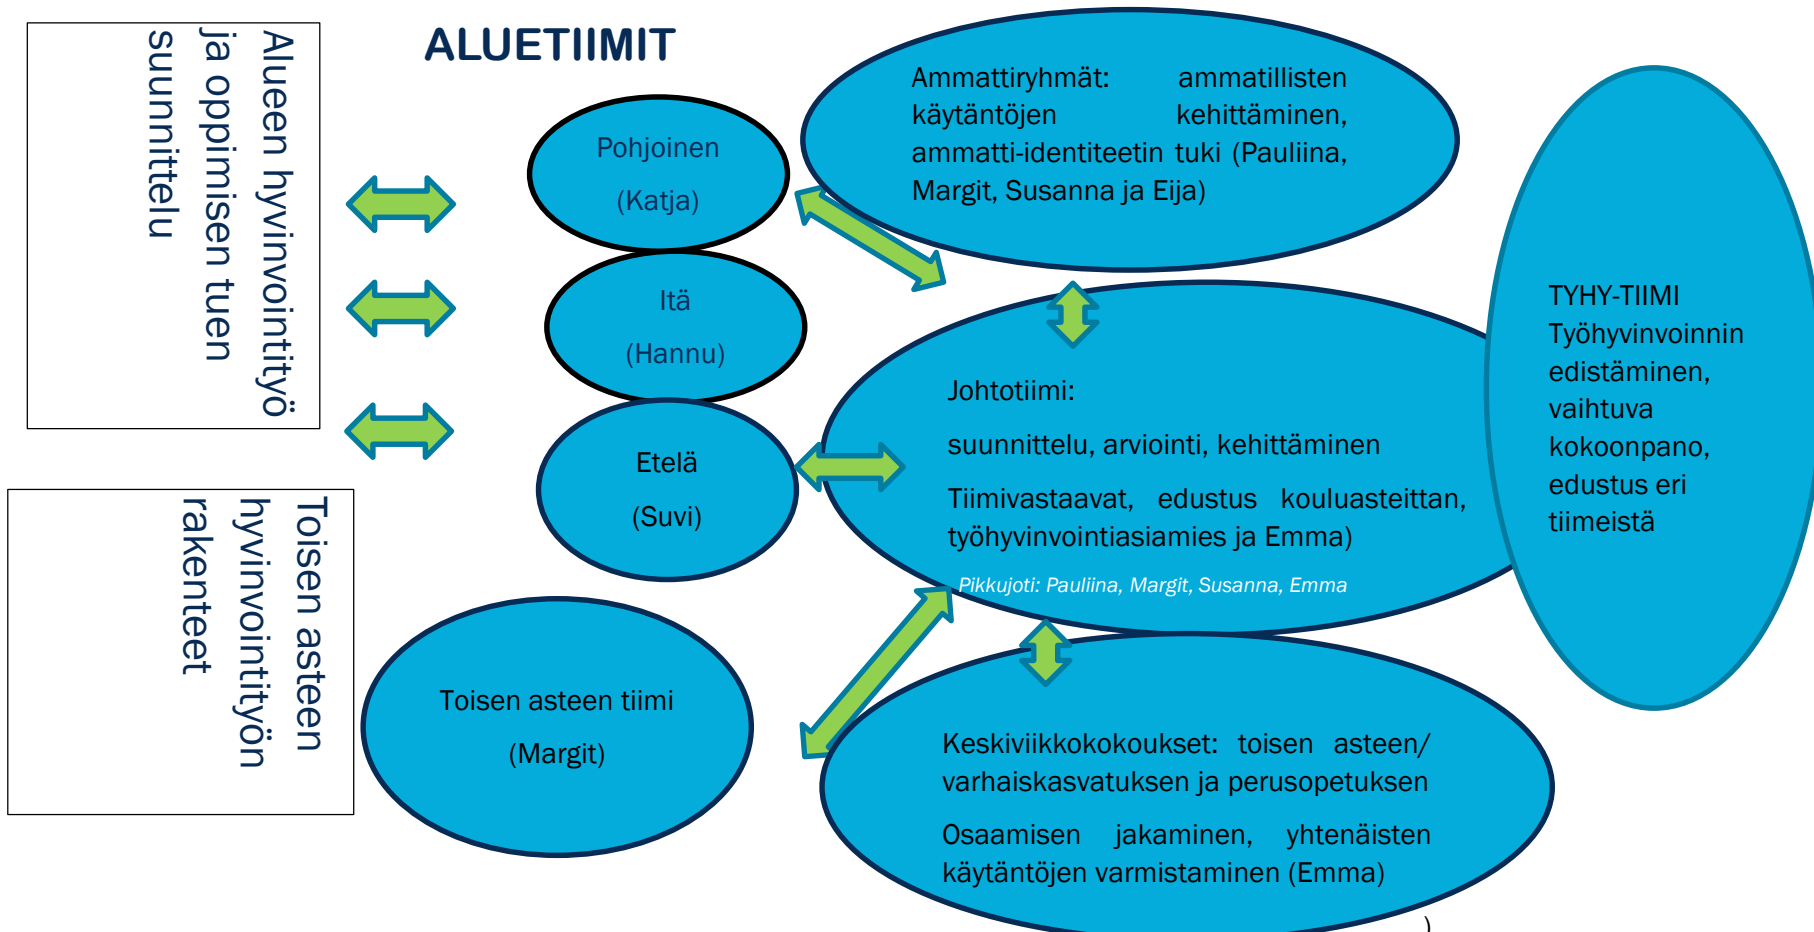 Alueen hyvinvointityö
ja oppimisen tuen
suunnittelu
ALUETIIMIT
Pohjoinen
(Katja)
Itä
(Hannu)
Etelä
(Suvi)
Ammattiryhmät: ammatillisten
käytäntöjen kehittäminen,
ammatti-identiteetin tuki (Pauliina,
Margit, Susanna ja Eija)
Johtotiimi:
suunnittelu, arviointi, kehittäminen
Tiimivastaavat, edustus kouluasteittan,
työhyvinvointiasiamies ja Emma)
Pikkujoti: Pauliina, Margit, Susanna, Emma
TYHY-TIIMI
Työhyvinvoinnin
edistäminen,
vaihtuva
kokoonpano,
edustus eri
tiimeistä
Toisen asteen
hyvinvointityön
rakenteet
Toisen asteen tiimi
(Margit)
Keskiviikkokokoukset: toisen asteen/
varhaiskasvatuksen ja perusopetuksen
Osaamisen jakaminen, yhtenäisten
käytäntöjen varmistaminen (Emma)
)